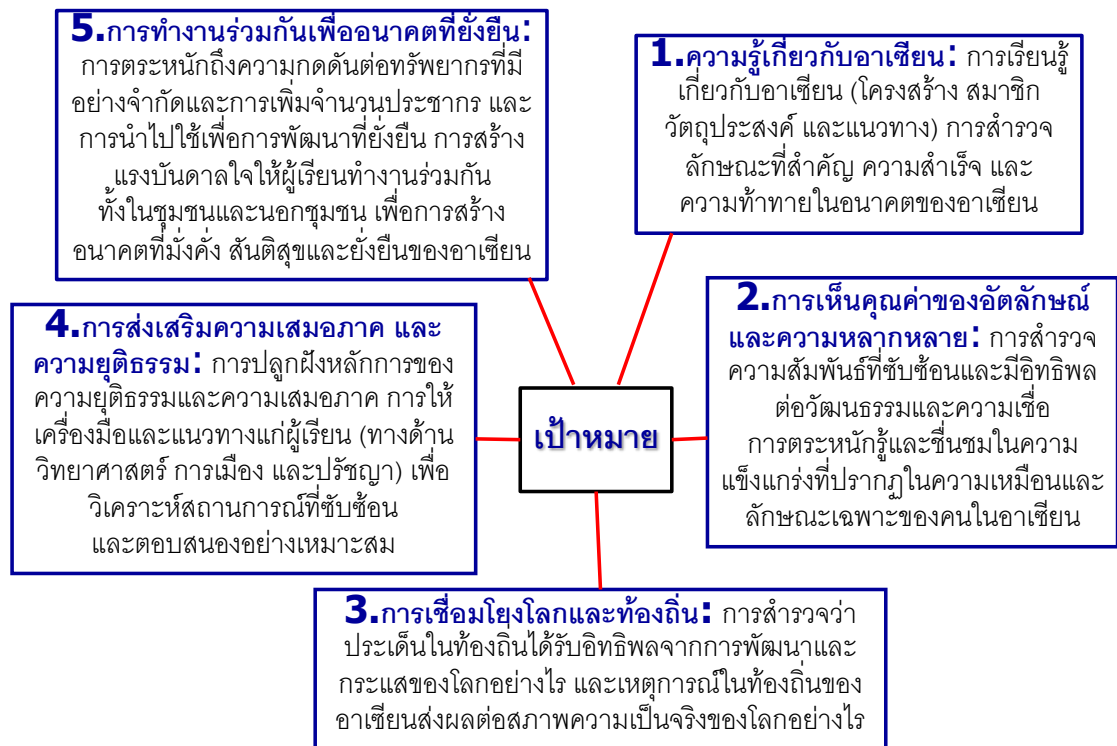 5.การทำงานร่วมกันเพื่ออนาคตที่ยั่งยืน:
การตระหนักถึงความกดดันต่อทรัพยากรที่มี
อย่างจำกัดและการเพิ่มจำนวนประชากร และ
การนำไปใช้เพื่อการพัฒนาที่ยั่งยืน การสร้าง
แรงบันดาลใจให้ผู้เรียนทำงานร่วมกัน
ทั้งในชุมชนและนอกชุมชน เพื่อการสร้าง
อนาคตที่มั่งคั่ง สันติสุขและยั่งยืนของอาเซียน
1.ความรู้เกี่ยวกับอาเซียน: การเรียนรู้
เกี่ยวกับอาเซียน (โครงสร้าง สมาชิก
วัตถุประสงค์ และแนวทาง) การสำรวจ
ลักษณะที่สำคัญ ความสำเร็จ และ
ความท้าทายในอนาคตของอาเซียน
4.การส่งเสริมความเสมอภาค และ
ความยุติธรรม: การปลูกฝังหลักการของ
ความยุติธรรมและความเสมอภาค การให้
เครื่องมือและแนวทางแก่ผู้เรียน (ทางด้าน
วิทยาศาสตร์ การเมือง และปรัชญา) เพื่อ
วิเคราะห์สถานการณ์ที่ซับซ้อน
และตอบสนองอย่างเหมาะสม
เป้าหมาย
2.การเห็นคุณค่าของอัตลักษณ์
และความหลากหลาย: การสำรวจ
ความสัมพันธ์ที่ซับซ้อนและมีอิทธิพล
ต่อวัฒนธรรมและความเชื่อ
การตระหนักรู้และชื่นชมในความ
แข็งแกร่งที่ปรากฏในความเหมือนและ
ลักษณะเฉพาะของคนในอาเซียน
3.การเชื่อมโยงโลกและท้องถิ่น: การสำรวจว่า
ประเด็นในท้องถิ่นได้รับอิทธิพลจากการพัฒนาและ
กระแสของโลกอย่างไร และเหตุการณ์ในท้องถิ่นของ
อาเซียนส่งผลต่อสภาพความเป็นจริงของโลกอย่างไร